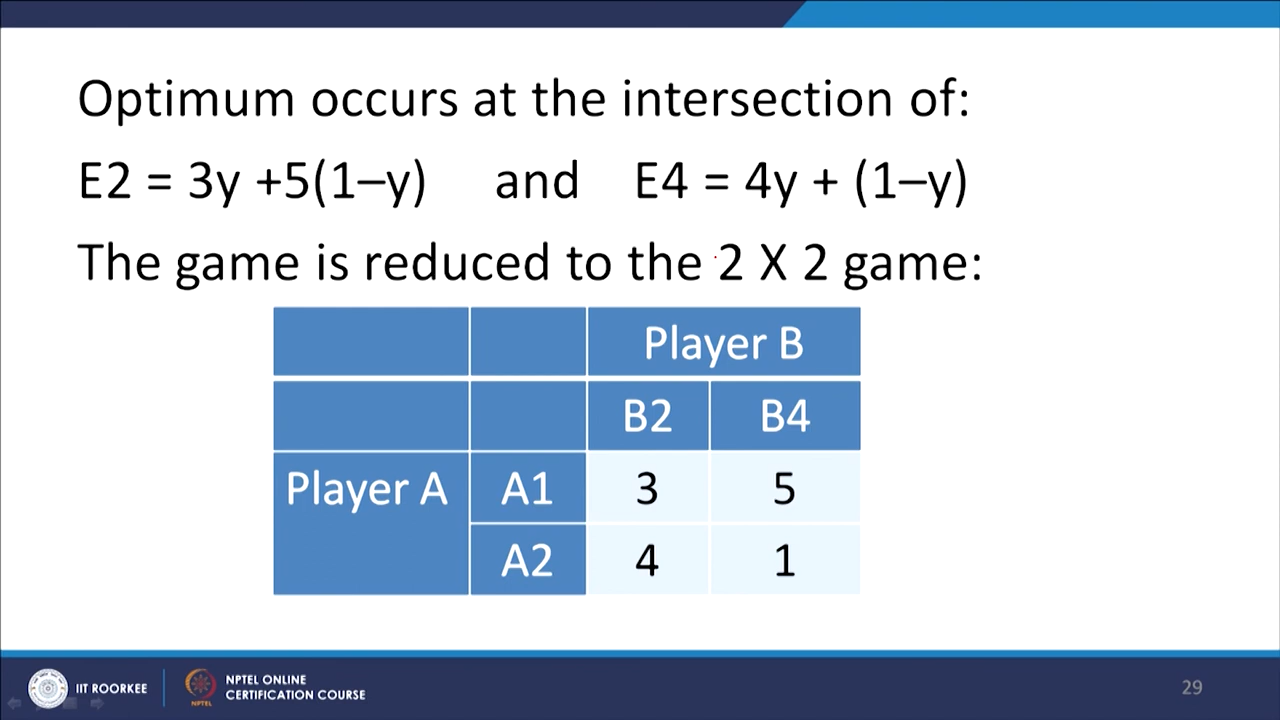 Optimum occurs at the intersection of:
E2 = 3y +5(1–y) and E4 = 4y + (1–y)
The game is reduced to the 2 X 2 game:
Player B
B2 B4
Player A A1 3 5
A2 4 1
IIT ROORKEE
NPTEL ONLINE
CERTIFICATION COURSE
NPTEL
29